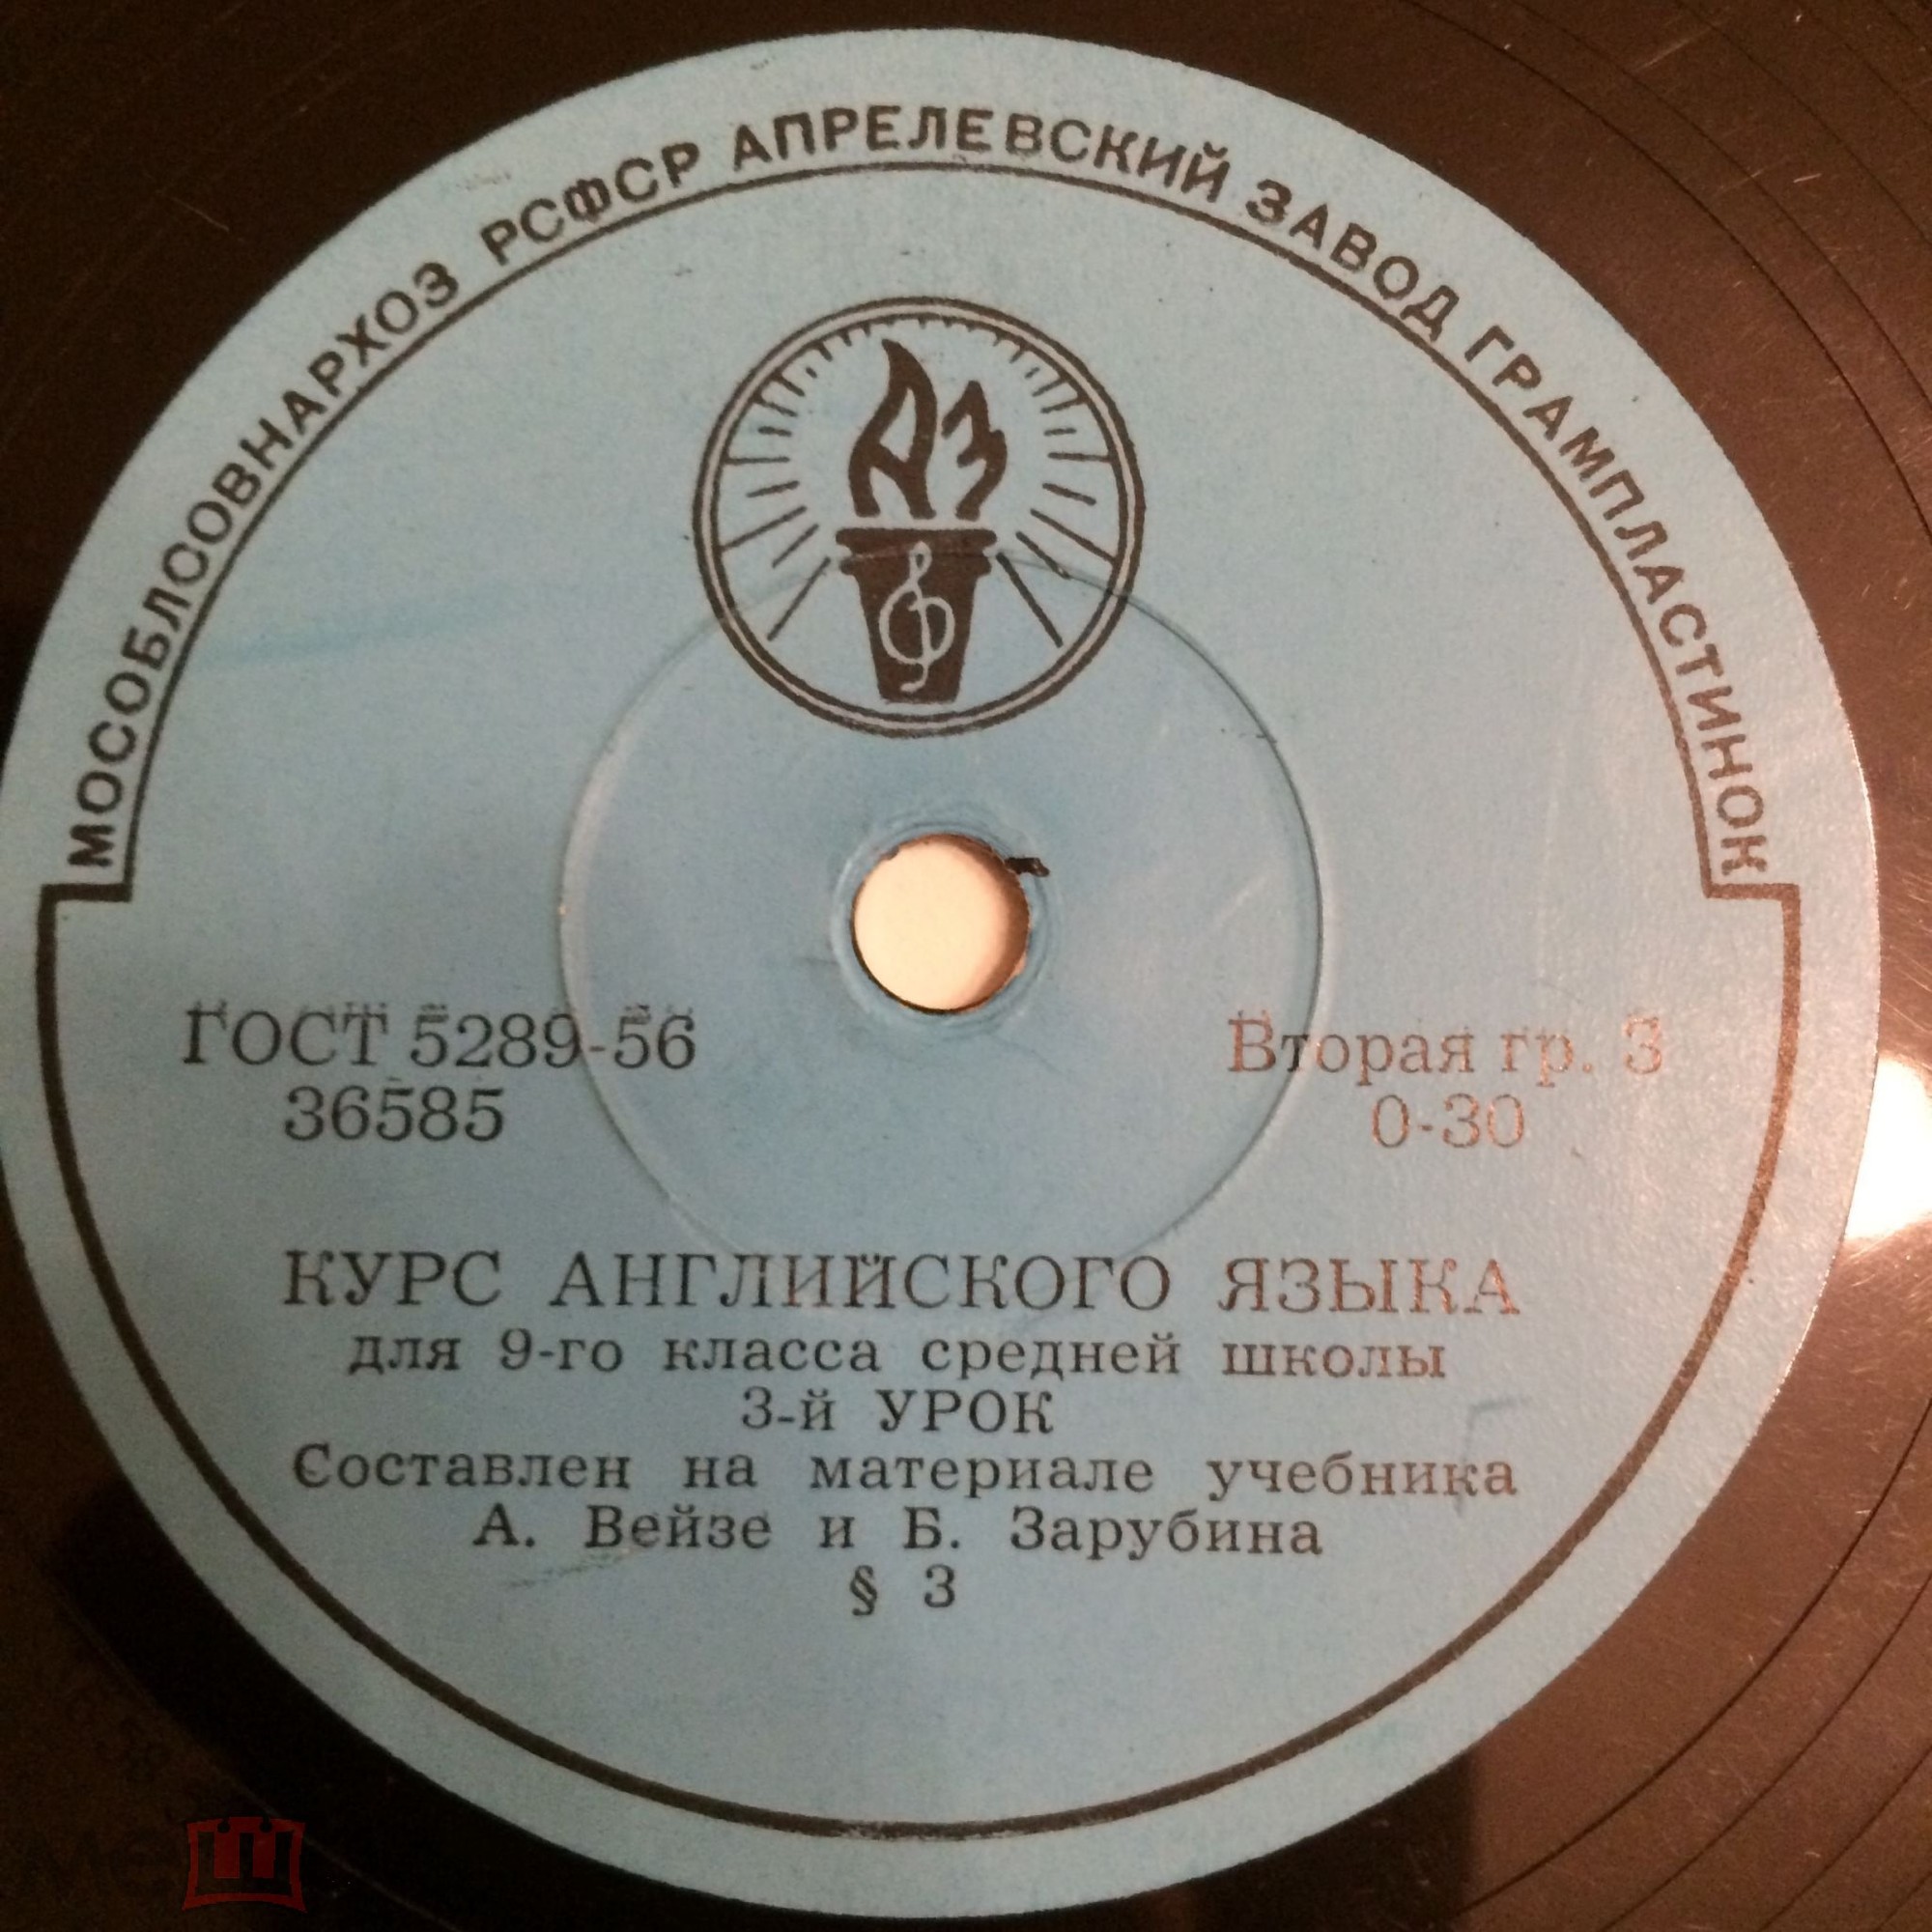 МОСОБЛСОВНАРХОЗ РСФСР АПРЕЛЕВСКИЙ ЗАВОД ГРАМПЛАСТИНОК
АЗ
ГОСТ 5289-56
36585
Вторая гр. 3
0-30
КУРС АНГЛИЙСКОГО ЯЗЫКА
для 9-го класса средней школы
3-й УРОК
Составлен на материале учебника
А. Вейзе и Б. Зарубина
§ 3